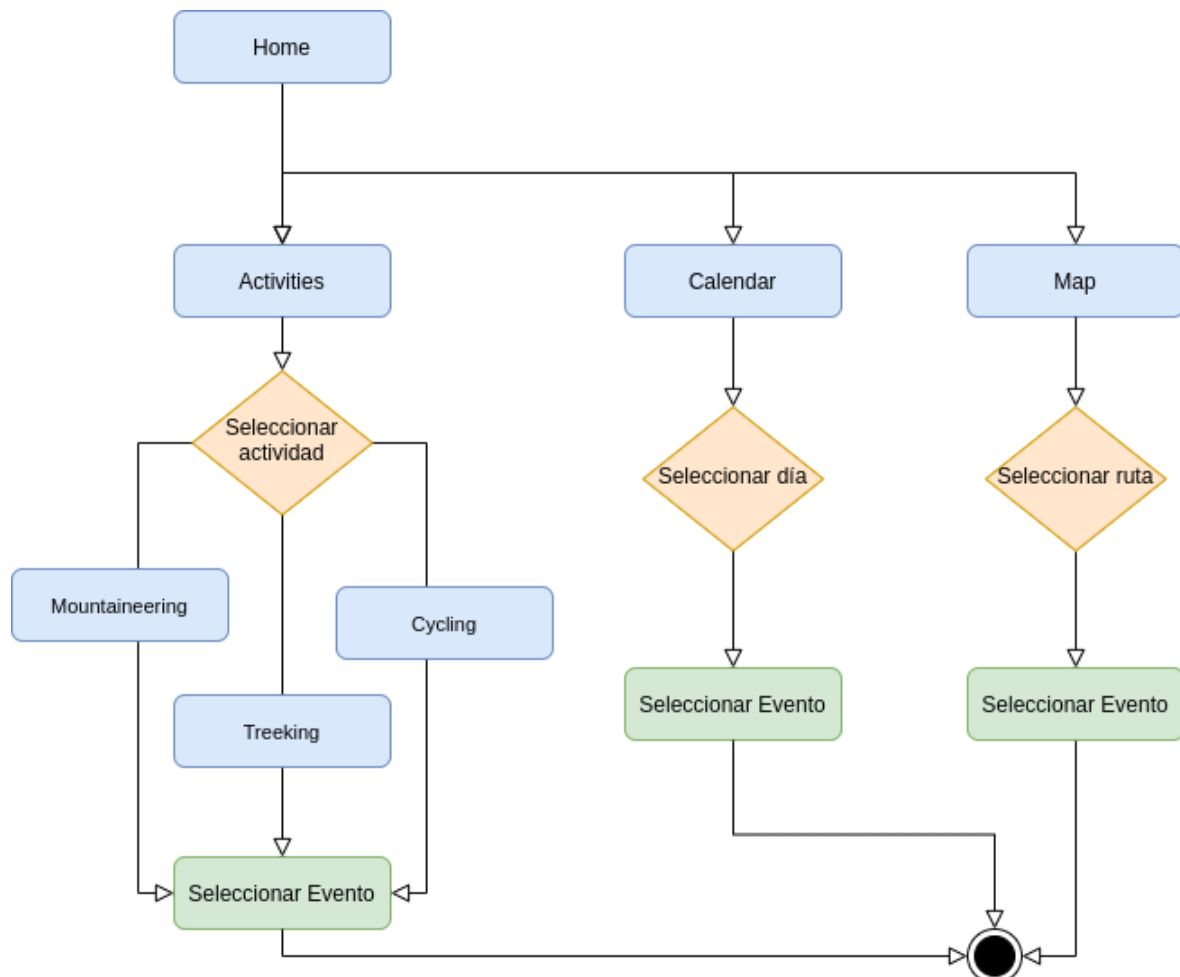 Home
Activities
Calendar
Map
Seleccionar
actividad
Seleccionar día
Seleccionar ruta
Mountaineering
Cycling
Treeking
Seleccionar Evento
Seleccionar Evento
Seleccionar Evento